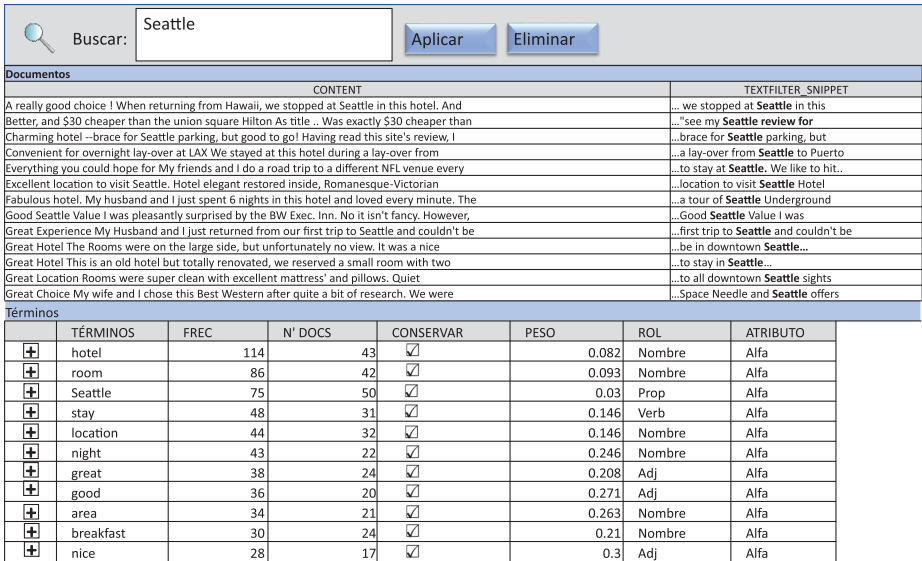 Buscar: Seattle Aplicar Eliminar
Documentos
CONTENT TEXTFILTER_SNIPPET
A really good choice ! When returning from Hawaii, we stopped at Seattle in this hotel. And ... we stopped at Seattle in this
Better, and $30 cheaper than the union square Hilton As title .. Was exactly $30 cheaper than ..."see my Seattle review for
Charming hotel --brace for Seattle parking, but good to go! Having read this site's review, I ...brace for Seattle parking, but
Convenient for overnight lay-over at LAX We stayed at this hotel during a lay-over from ...a lay-over from Seattle to Puerto
Everything you could hope for My friends and I do a road trip to a different NFL venue every ...to stay at Seattle. We like to hit..
Excellent location to visit Seattle. Hotel elegant restored inside, Romanesque-Victorian ...location to visit Seattle Hotel
Fabulous hotel. My husband and I just spent 6 nights in this hotel and loved every minute. The ...a tour of Seattle Underground
Good Seattle Value I was pleasantly surprised by the BW Exec. Inn. No it isn't fancy. However, ...Good Seattle Value I was
Great Experience My Husband and I just returned from our first trip to Seattle and couldn't be ...first trip to Seattle and couldn't be
Great Hotel The Rooms were on the large side, but unfortunately no view. It was a nice ...be in downtown Seattle...
Great Hotel This is an old hotel but totally renovated, we reserved a small room with two ...to stay in Seattle...
Great Location Rooms were super clean with excellent mattress' and pillows. Quiet ...to all downtown Seattle sights
Great Choice My wife and I chose this Best Western after quite a bit of research. We were ...Space Needle and Seattle offers
Términos
TÉRMINOS FREC N' DOCS CONSERVAR PESO ROL ATRIBUTO
hotel 114 43 0.082 Nombre Alfa
room 86 42 0.093 Nombre Alfa
Seattle 75 50 0.03 Prop Alfa
stay 48 31 0.146 Verb Alfa
location 44 32 0.146 Nombre Alfa
night 43 22 0.246 Nombre Alfa
great 38 24 0.208 Adj Alfa
good 36 20 0.271 Adj Alfa
area 34 21 0.263 Nombre Alfa
breakfast 30 24 0.21 Nombre Alfa
nice 28 17 0.3 Adj Alfa